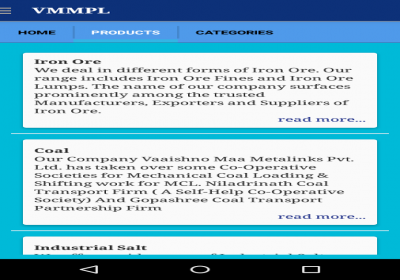 VMMPL
HOME PRODUCTS CATEGORIES
Iron Ore
We deal in different forms of Iron Ore. Our
range includes Iron Ore Fines and Iron Ore
Lumps. The name of our company surfaces
prominently among the trusted
Manufacturers, Exporters and Suppliers of
Iron Ore.
read more...
Coal
Our Company Vaaishno Maa Metalinks Pvt.
Ltd. has taken over some Co-Operative
Societies for Mechanical Coal Loading &
Shifting work for MCL. Niladrinath Coal
Transport Firm ( A Self-Help Co-Operative
Society) And Gopashree Coal Transport
Partnership Firm
read more...
Industrial Salt